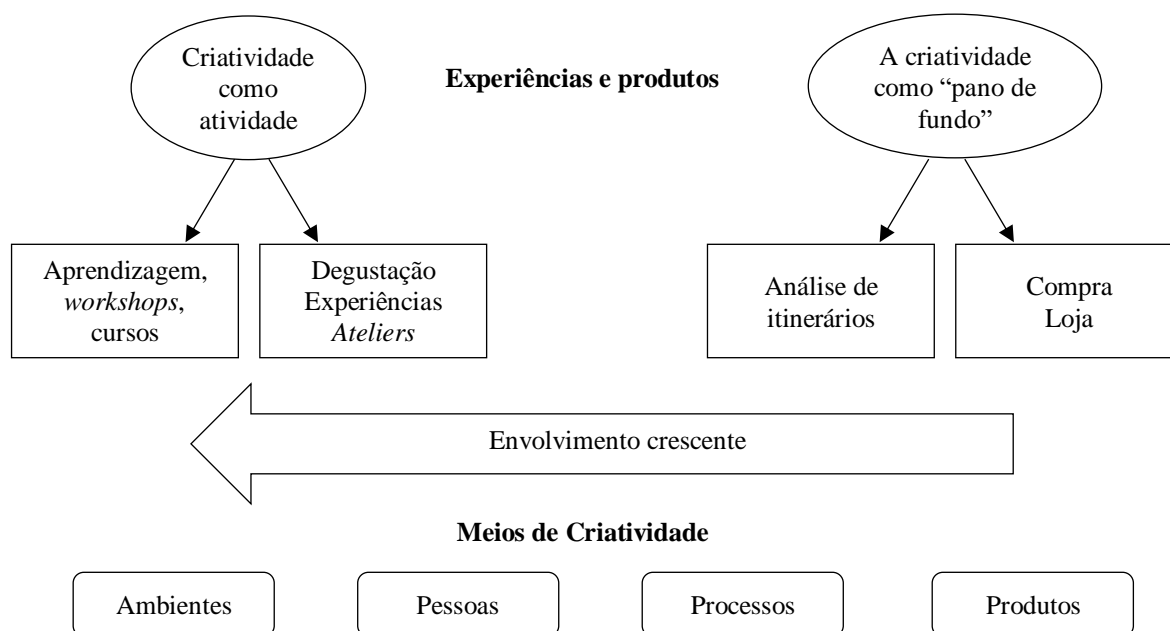 Criatividade
como
atividade
Experiências e produtos
A criatividade
como “pano de
fundo”
Aprendizagem,
workshops,
cursos
Degustação
Experiências
Ateliers
Análise de
itinerários
Compra
Loja
Envolvimento crescente
Meios de Criatividade
Ambientes
Pessoas
Processos
Produtos